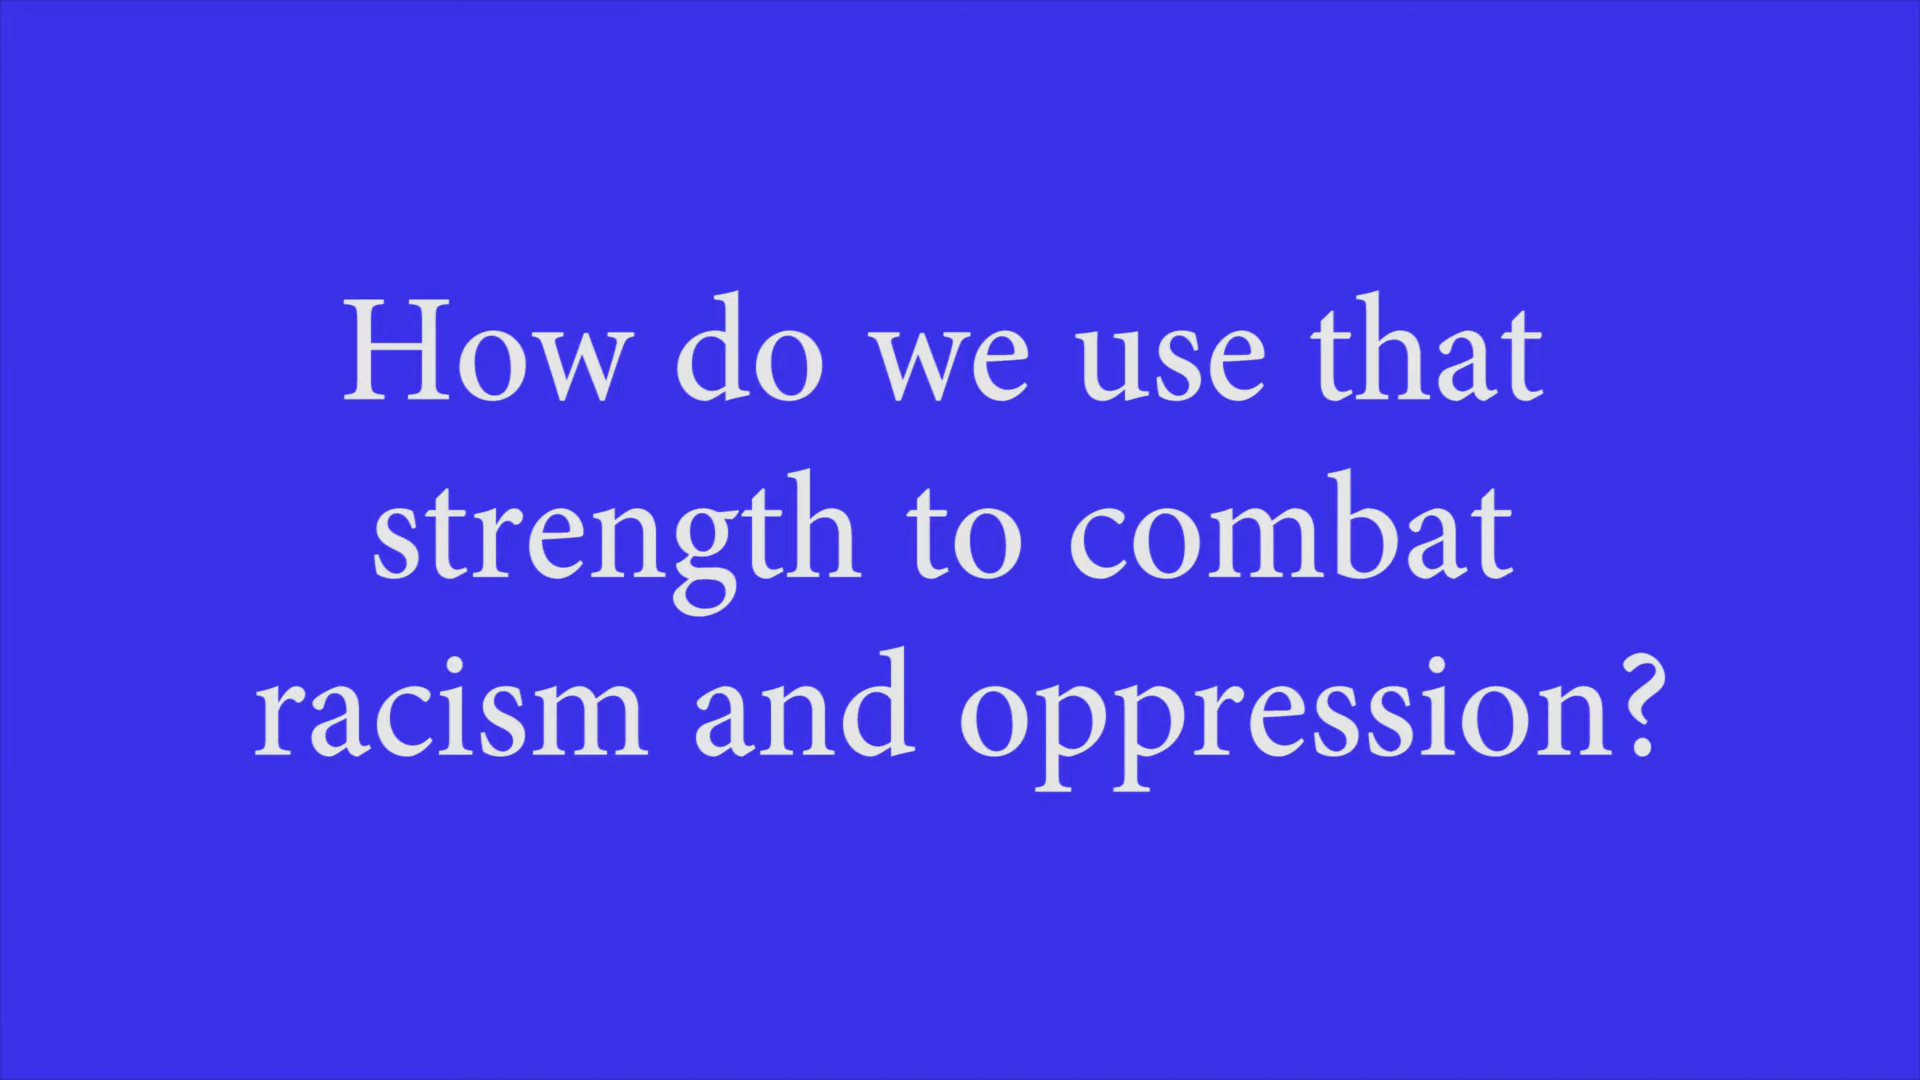 How do we use that
strength to combat
racism and oppression?